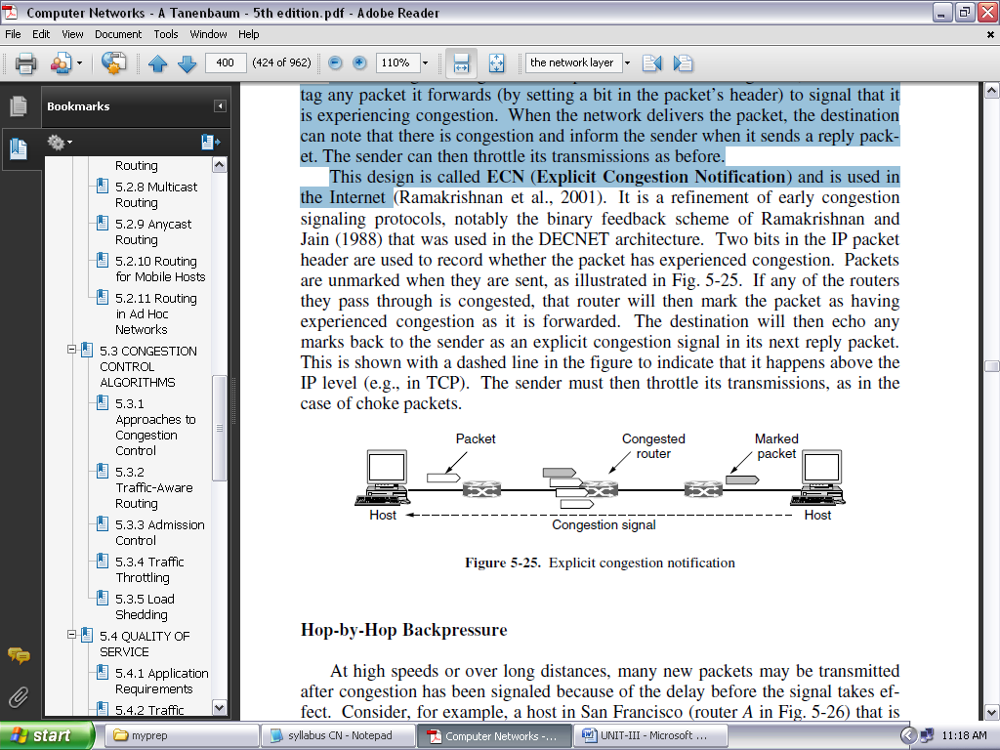 Computer Networks - A Tanenbaum - 5th edition.pdf - Adobe Reader
File Edit View Document Tools Window Help
400 (424 of 962) 110% the network layer
Bookmarks
Routing
5.2.8 Multicast
Routing
5.2.9 Anycast
Routing
5.2.10 Routing
for Mobile Hosts
5.2.11 Routing
in Ad Hoc
Networks
5.3 CONGESTION
CONTROL
ALGORITHMS
5.3.1
Approaches to
Congestion
Control
5.3.2
Traffic-Aware
Routing
5.3.3 Admission
Control
5.3.4 Traffic
Throttling
5.3.5 Load
Shedding
5.4 QUALITY OF
SERVICE
5.4.1 Application
Requirements
5.4.2 Traffic
tag any packet it forwards (by setting a bit in the packet's header) to signal that it
is experiencing congestion. When the network delivers the packet, the destination
can note that there is congestion and inform the sender when it sends a reply pack-
et. The sender can then throttle its transmissions as before.
This design is called ECN (Explicit Congestion Notification) and is used in
the Internet (Ramakrishnan et al., 2001). It is a refinement of early congestion
signaling protocols, notably the binary feedback scheme of Ramakrishnan and
Jain (1988) that was used in the DECNET architecture. Two bits in the IP packet
header are used to record whether the packet has experienced congestion. Packets
are unmarked when they are sent, as illustrated in Fig. 5-25. If any of the routers
they pass through is congested, that router will then mark the packet as having
experienced congestion as it is forwarded. The destination will then echo any
marks back to the sender as an explicit congestion signal in its next reply packet.
This is shown with a dashed line in the figure to indicate that it happens above the
IP level (e.g., in TCP). The sender must then throttle its transmissions, as in the
case of choke packets.
Packet
Congested
router
Marked
packet
Host
Host
Congestion signal
Figure 5-25. Explicit congestion notification
Hop-by-Hop Backpressure
At high speeds or over long distances, many new packets may be transmitted
after congestion has been signaled because of the delay before the signal takes ef-
fect. Consider, for example, a host in San Francisco (router A in Fig. 5-26) that is
start myprep syllabus CN - Notepad Computer Networks -... UNIT-III - Microsoft ... 11:18 AM